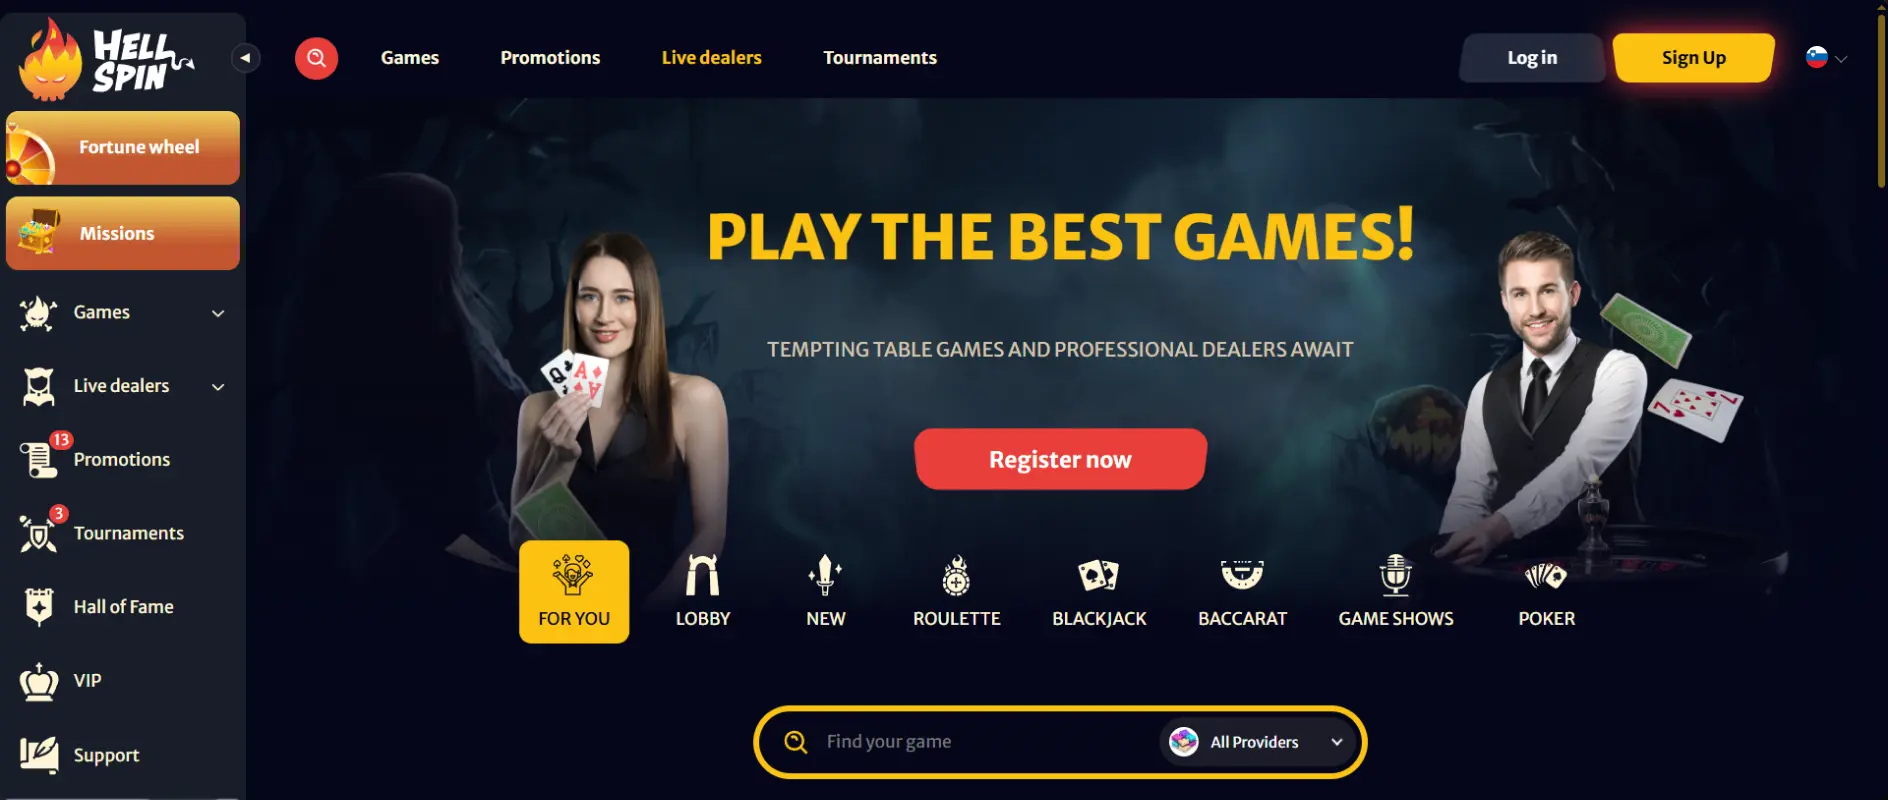 HELL
SPIN
Games
Promotions
Live dealers
Tournaments
Log in
Sign Up
Fortune wheel
Missions
Games
Live dealers
13
Promotions
3
Tournaments
Hall of Fame
VIP
Support
PLAY THE BEST GAMES!
TEMPTING TABLE GAMES AND PROFESSIONAL DEALERS AWAIT
Q A
A
7
7
Register now
FOR YOU
LOBBY
NEW
ROULETTE
BLACKJACK
BACCARAT
GAME SHOWS
POKER
Find your game
All Providers